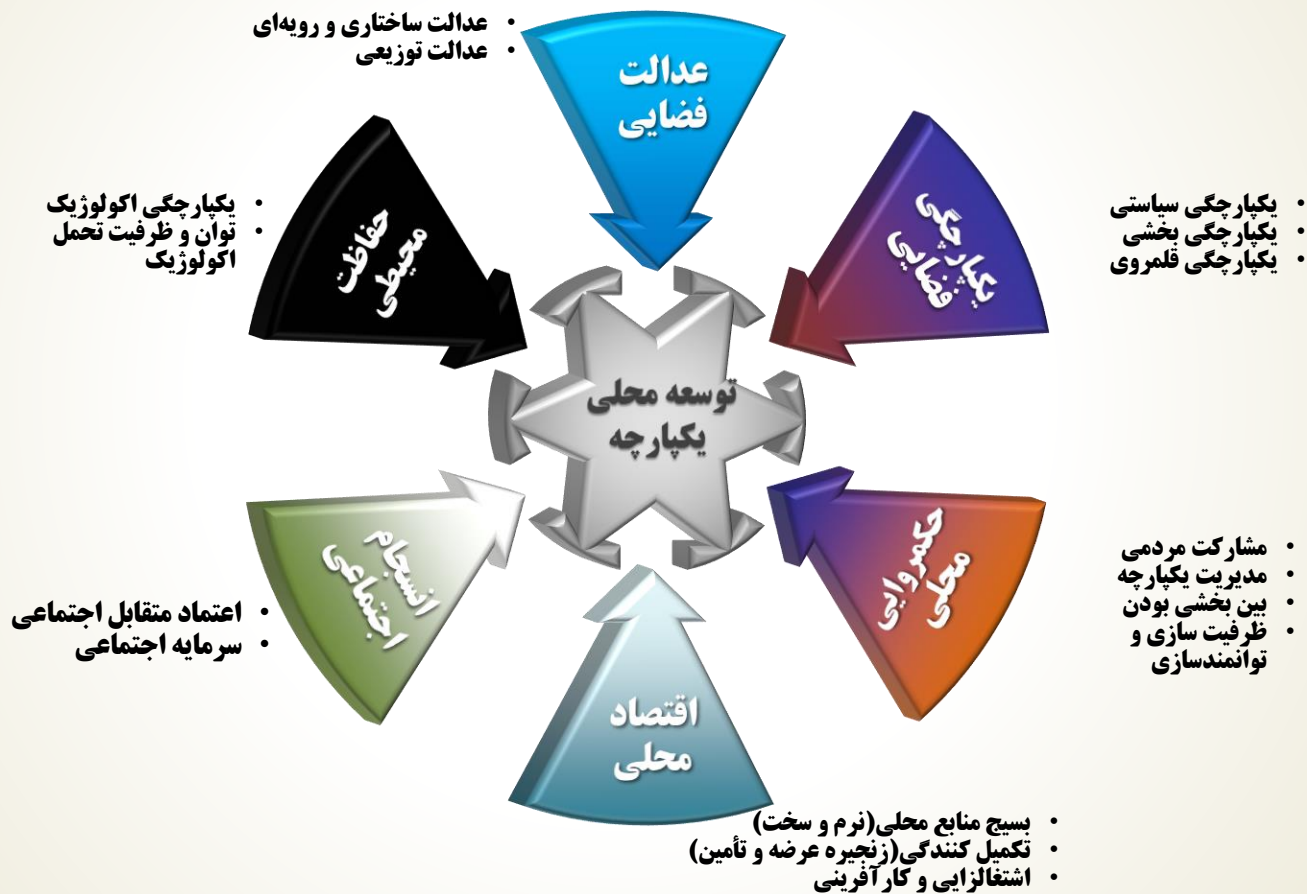 • عدالت ساختاری و رویه‌ای
• عدالت توزیعی
عدالت
فضایی
یکپارچگی
فضایی
• یکپارچگی سیاستی
• یکپارچگی بخشی
• یکپارچگی قلمروی
حفاظت
محیطی
• یکپارچگی اکولوژیک
• توان و ظرفیت تحمل
اکولوژیک
توسعه محلی
یکپارچه
حکمروایی
محلی
• مشارکت مردمی
• مدیریت یکپارچه
• بین بخشی بودن
• ظرفیت سازی و
توانمندسازی
انسجام
اجتماعی
• اعتماد متقابل اجتماعی
• سرمایه اجتماعی
اقتصاد
محلی
• بسیج منابع محلی(نرم و سخت)
• تکمیل کنندگی(زنجیره عرضه و تأمین)
• اشتغالزایی و کارآفرینی